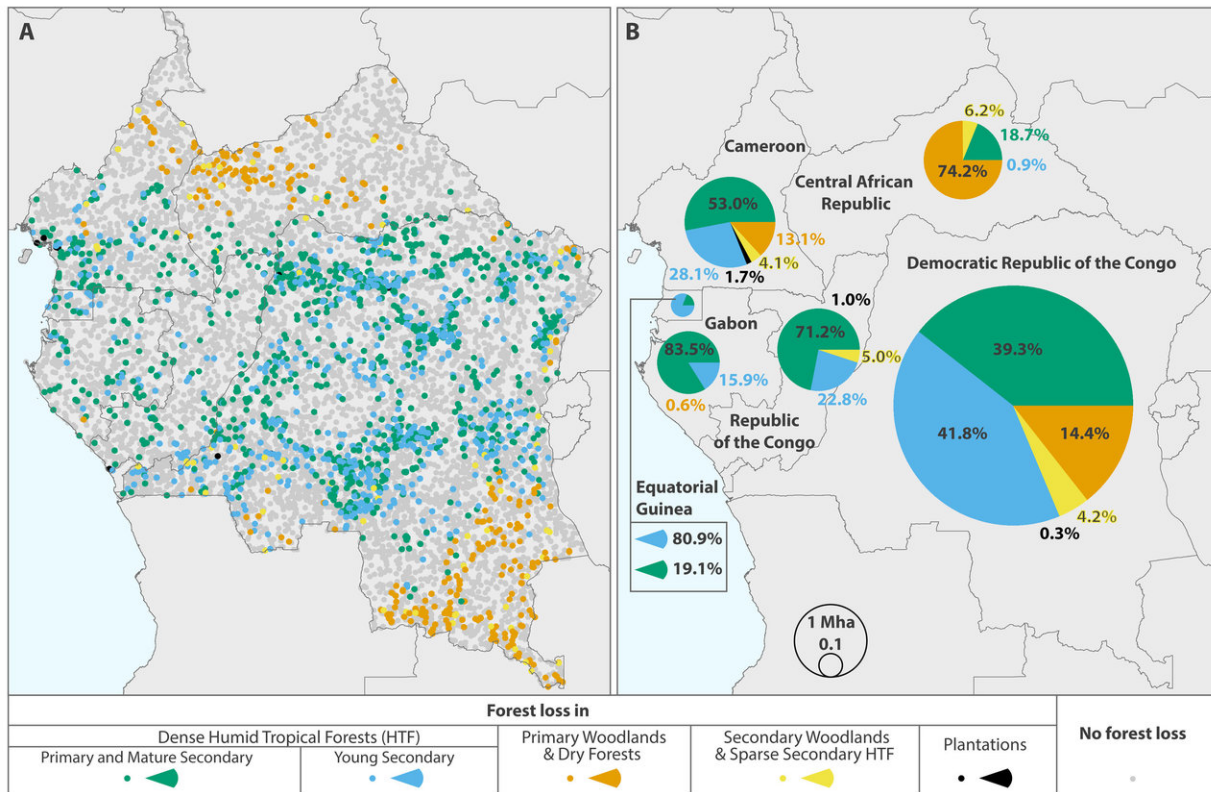 A
B
6.2%
18.7%
0.9%
74.2%
Cameroon
Central African
Republic
53.0%
13.1%
4.1%
1.7%
28.1%
Democratic Republic of the Congo
39.3%
14.4%
4.2%
0.3%
41.8%
1.0%
Gabon
71.2%
5.0%
22.8%
83.5%
15.9%
0.6%
Republic
of the Congo
Equatorial
Guinea
80.9%
19.1%
1 Mha
0.1
Forest loss in
No forest loss
Dense Humid Tropical Forests (HTF)
Primary and Mature Secondary
Young Secondary
Primary Woodlands
& Dry Forests
Secondary Woodlands
& Sparse Secondary HTF
Plantations